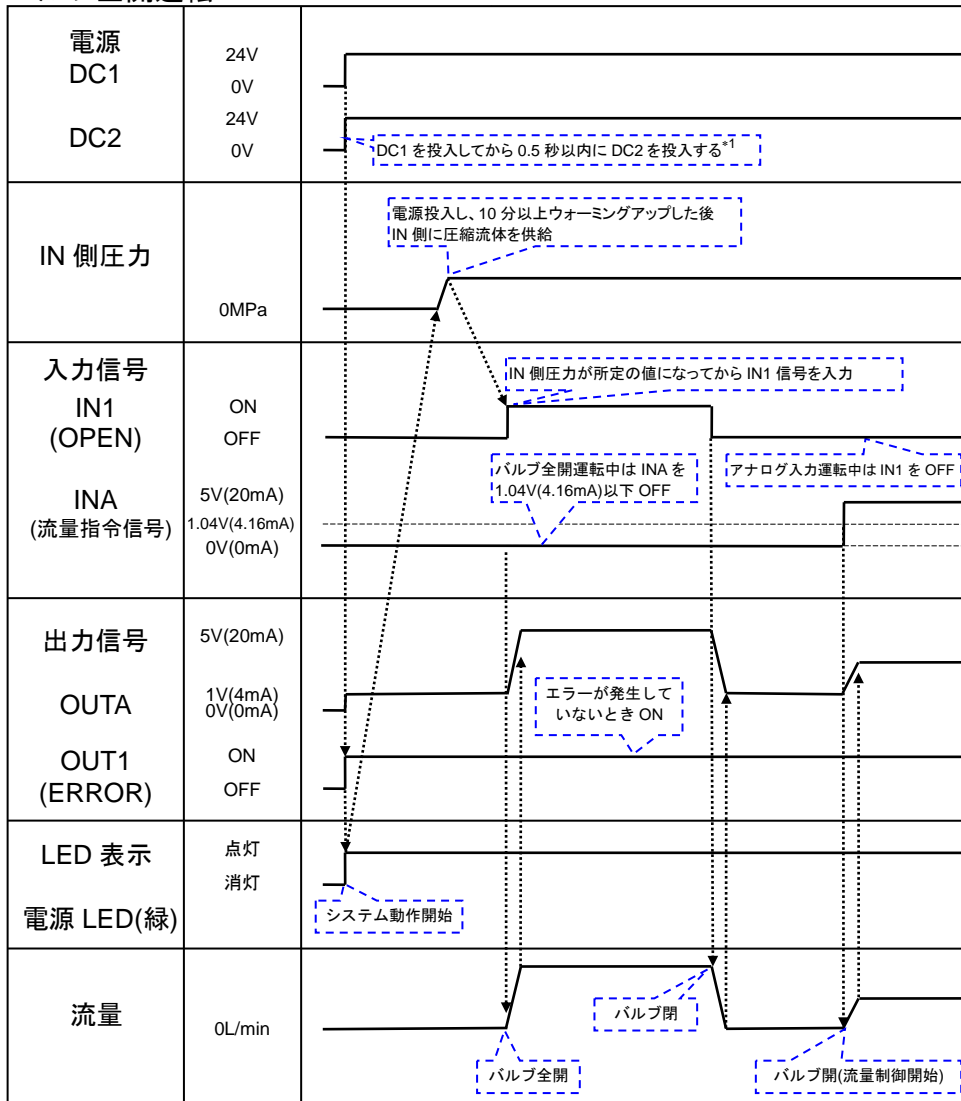 電源
DC1
24V
0V
DC2
24V
0V
DC1 を投入してから 0.5 秒以内に DC2 を投入する*1
IN 側圧力
0MPa
電源投入し、10 分以上ウォーミングアップした後
IN 側に圧縮流体を供給
入力信号
IN1
(OPEN)
ON
OFF
IN 側圧力が所定の値になってから IN1 信号を入力
INA
(流量指令信号)
5V(20mA)
1.04V(4.16mA)
0V(0mA)
バルブ全開運転中は INA を
1.04V(4.16mA)以下 OFF
アナログ入力運転中は IN1 を OFF
出力信号
OUTA
5V(20mA)
1V(4mA)
0V(0mA)
OUT1
(ERROR)
ON
OFF
エラーが発生して
いないとき ON
LED 表示
電源 LED(緑)
点灯
消灯
システム動作開始
流量
0L/min
バルブ全開
バルブ閉
バルブ開(流量制御開始)